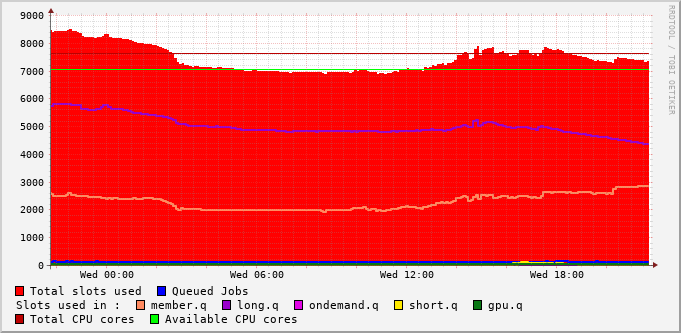 RRDTOOL / TOBI OETIKER
9000
8000
7000
6000
5000
4000
3000
2000
1000
0
Wed 00:00 Wed 06:00 Wed 12:00 Wed 18:00
Total slots used Queued Jobs
Slots used in : member.q long.q ondemand.q short.q gpu.q
Total CPU cores Available CPU cores